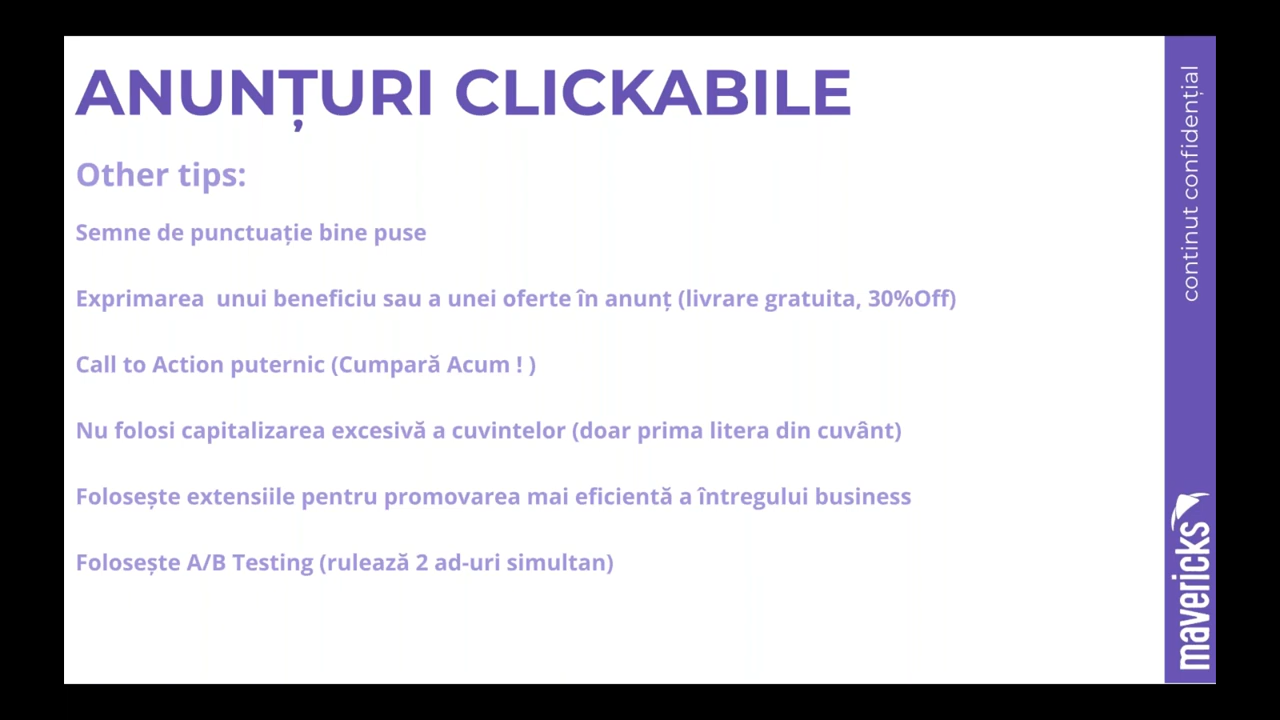 ANUNȚURI CLICKABILE
Other tips:
Semne de punctuație bine puse
Exprimarea  unui beneficiu sau a unei oferte în anunț (livrare gratuita, 30%Off)
Call to Action puternic (Cumpară Acum ! )
Nu folosi capitalizarea excesivă a cuvintelor (doar prima litera din cuvânt)
Folosește extensiile pentru promovarea mai eficientă a întregului business
Folosește A/B Testing (rulează 2 ad-uri simultan)
continut confidențial
mavericks